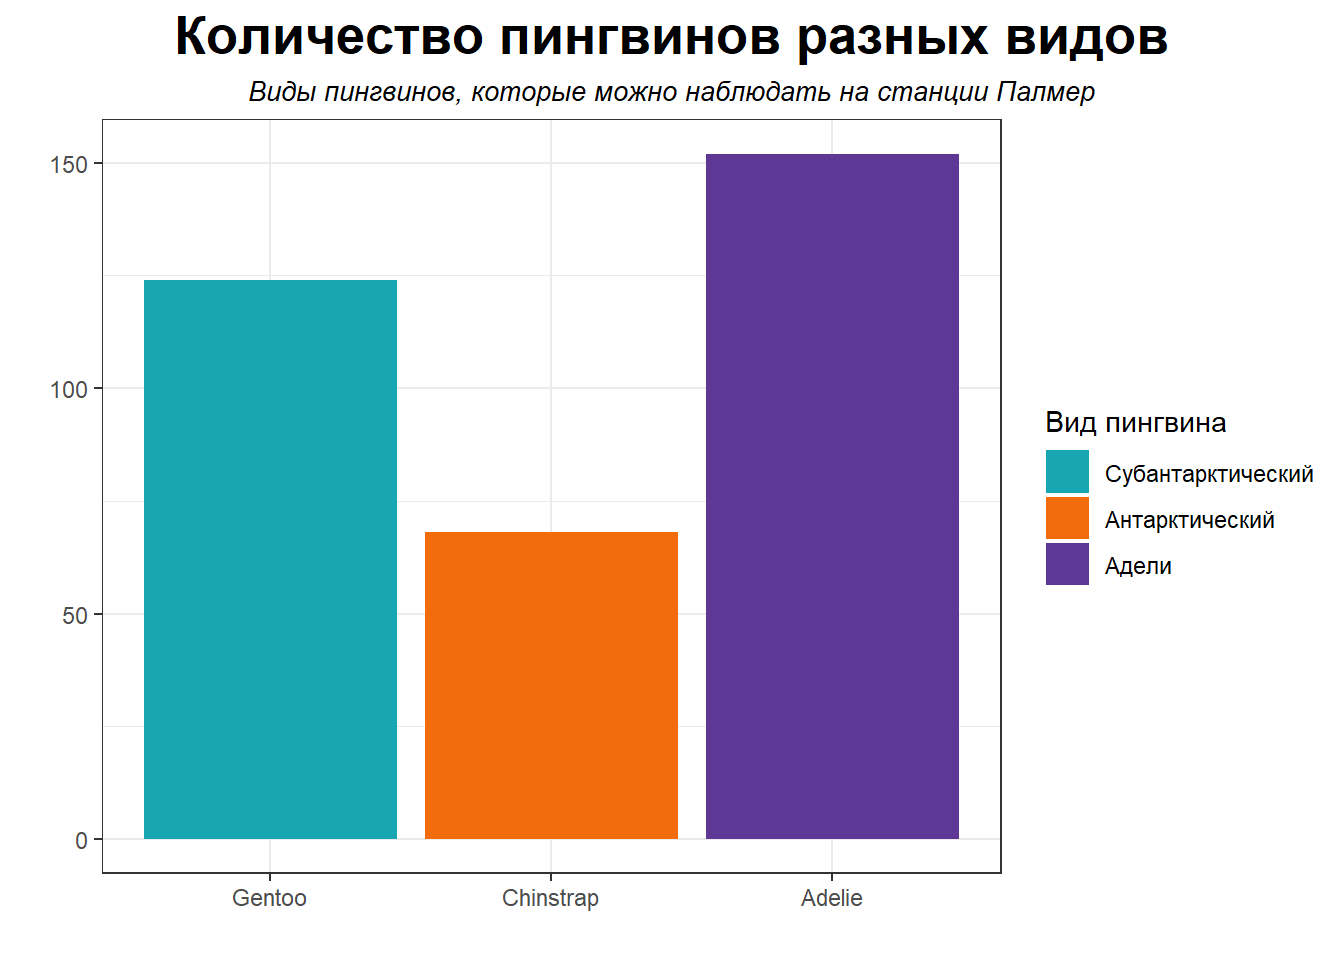 Количество пингвинов разных видов
Виды пингвинов, которые можно наблюдать на станции Палмер
150
100
50
0
Gentoo
Chinstrap
Adelie
Вид пингвина
Субантарктический
Антарктический
Адели